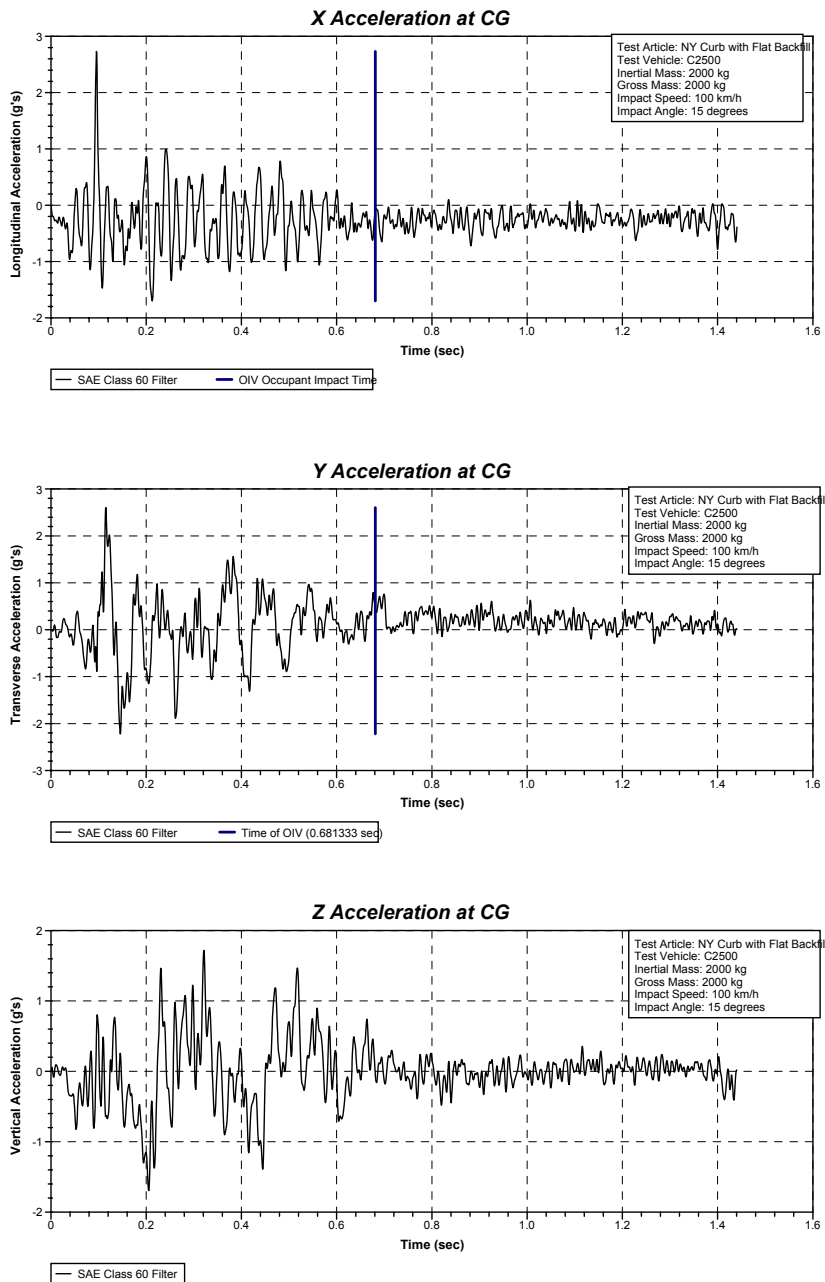 X Acceleration at CG
Longitudinal Acceleration (g's)
3
2
1
0
-1
-2
Test Article: NY Curb with Flat Backfill
Test Vehicle: C2500
Inertial Mass: 2000 kg
Gross Mass: 2000 kg
Impact Speed: 100 km/h
Impact Angle: 15 degrees
0 0.2 0.4 0.6 0.8 1.0 1.2 1.4 1.6
Time (sec)
SAE Class 60 Filter OIV Occupant Impact Time
Y Acceleration at CG
Transverse Acceleration (g's)
3
2
1
0
-1
-2
-3
Test Article: NY Curb with Flat Backfil
Test Vehicle: C2500
Inertial Mass: 2000 kg
Gross Mass: 2000 kg
Impact Speed: 100 km/h
Impact Angle: 15 degrees
0 0.2 0.4 0.6 0.8 1.0 1.2 1.4 1.6
Time (sec)
SAE Class 60 Filter Time of OIV (0.681333 sec)
Z Acceleration at CG
Vertical Acceleration (g's)
2
1
0
-1
-2
Test Article: NY Curb with Flat Backfil
Test Vehicle: C2500
Inertial Mass: 2000 kg
Gross Mass: 2000 kg
Impact Speed: 100 km/h
Impact Angle: 15 degrees
0 0.2 0.4 0.6 0.8 1.0 1.2 1.4 1.6
Time (sec)
SAE Class 60 Filter